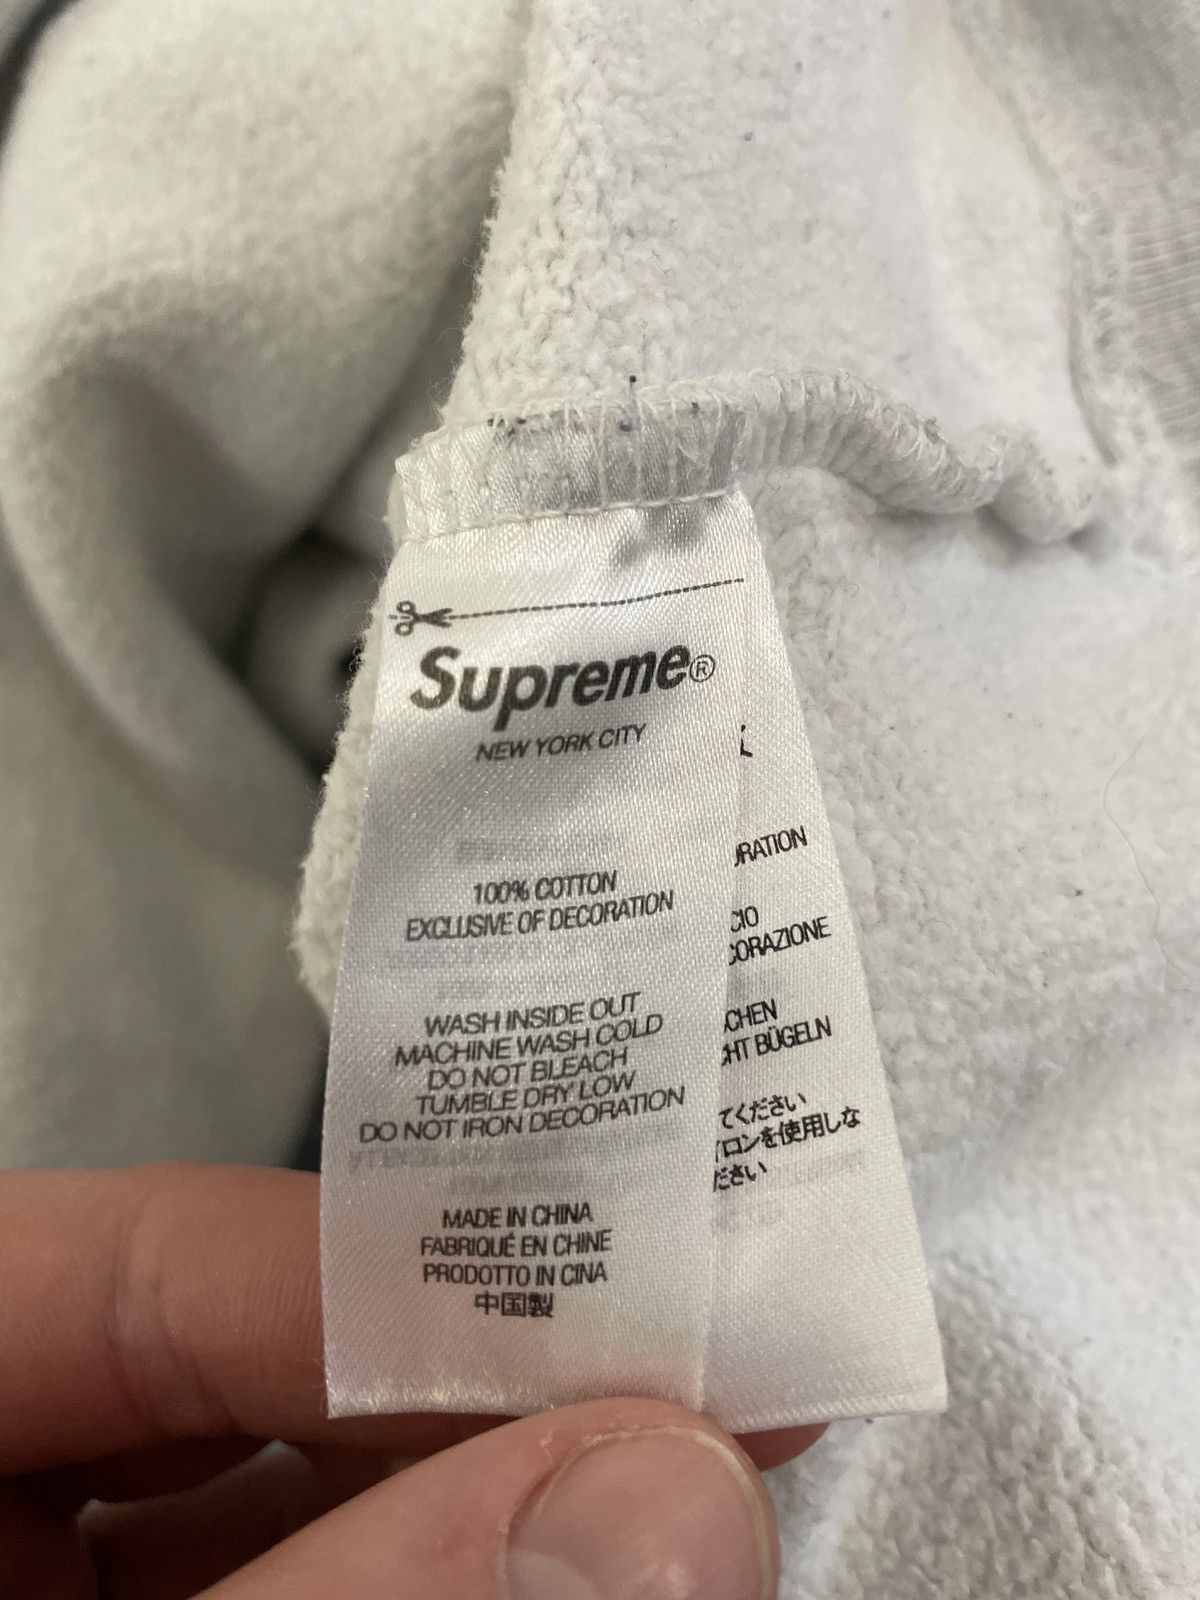 Supreme®
NEW YORK CITY
100% COTTON
EXCLUSIVE OF DECORATION
WASH INSIDE OUT
MACHINE WASH COLD
DO NOT BLEACH
TUMBLE DRY LOW
DO NOT IRON DECORATION
MADE IN CHINA
FABRIQUÉ EN CHINE
PRODOTTO IN CINA
中国製
RATION
CIO
CORAZIONE
CHEN
HT BÜGELN
てください
ロンを使用しな
ださい